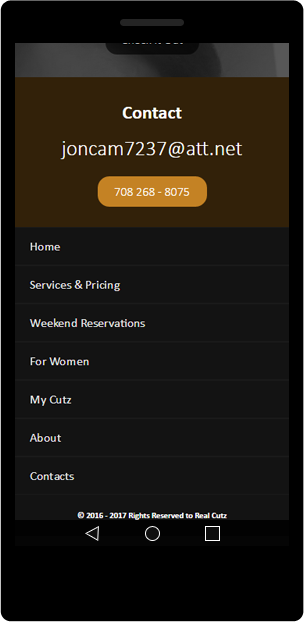 Contact
joncam7237@att.net
708 268 - 8075
Home
Services & Pricing
Weekend Reservations
For Women
My Cutz
About
Contacts
© 2016 - 2017 Rights Reserved to Real Cutz